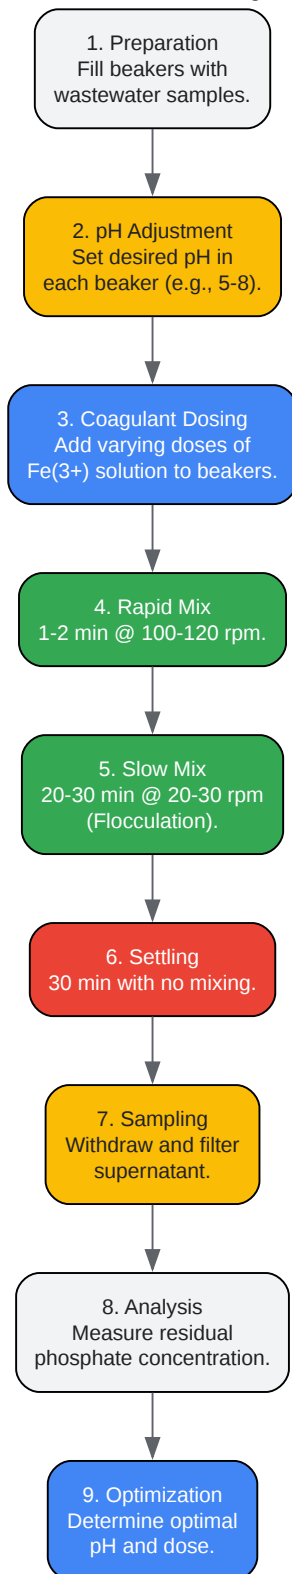 1. Preparation
Fill beakers with
wastewater samples.
2. pH Adjustment
Set desired pH in
each beaker (e.g., 5-8).
3. Coagulant Dosing
Add varying doses of
Fe(3+) solution to beakers.
4. Rapid Mix
1-2 min @ 100-120 rpm.
5. Slow Mix
20-30 min @ 20-30 rpm
(Flocculation).
6. Settling
30 min with no mixing.
7. Sampling
Withdraw and filter
supernatant.
8. Analysis
Measure residual
phosphate concentration.
9. Optimization
Determine optimal
pH and dose.